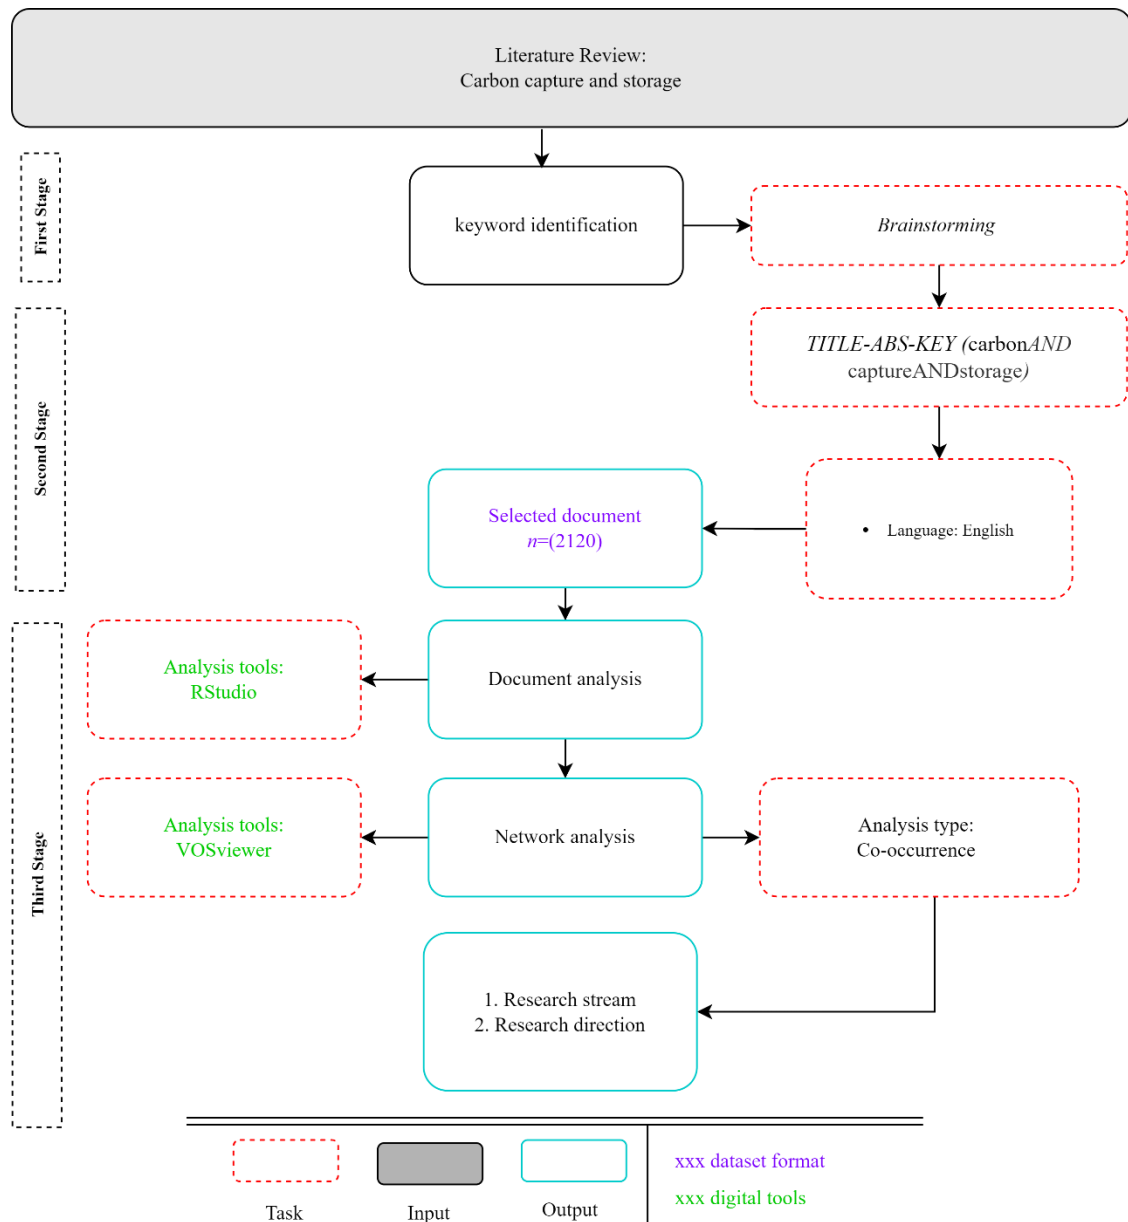 Literature Review:
Carbon capture and storage
First Stage
keyword identification
Brainstorming
Second Stage
TITLE-ABS-KEY (carbonAND
captureANDstorage)
Selected document
n=(2120)
• Language: English
Third Stage
Analysis tools:
RStudio
Document analysis
Analysis tools:
VOSviewer
Network analysis
Analysis type:
Co-occurrence
1. Research stream
2. Research direction
Task
Input
Output
xxx dataset format
xxx digital tools